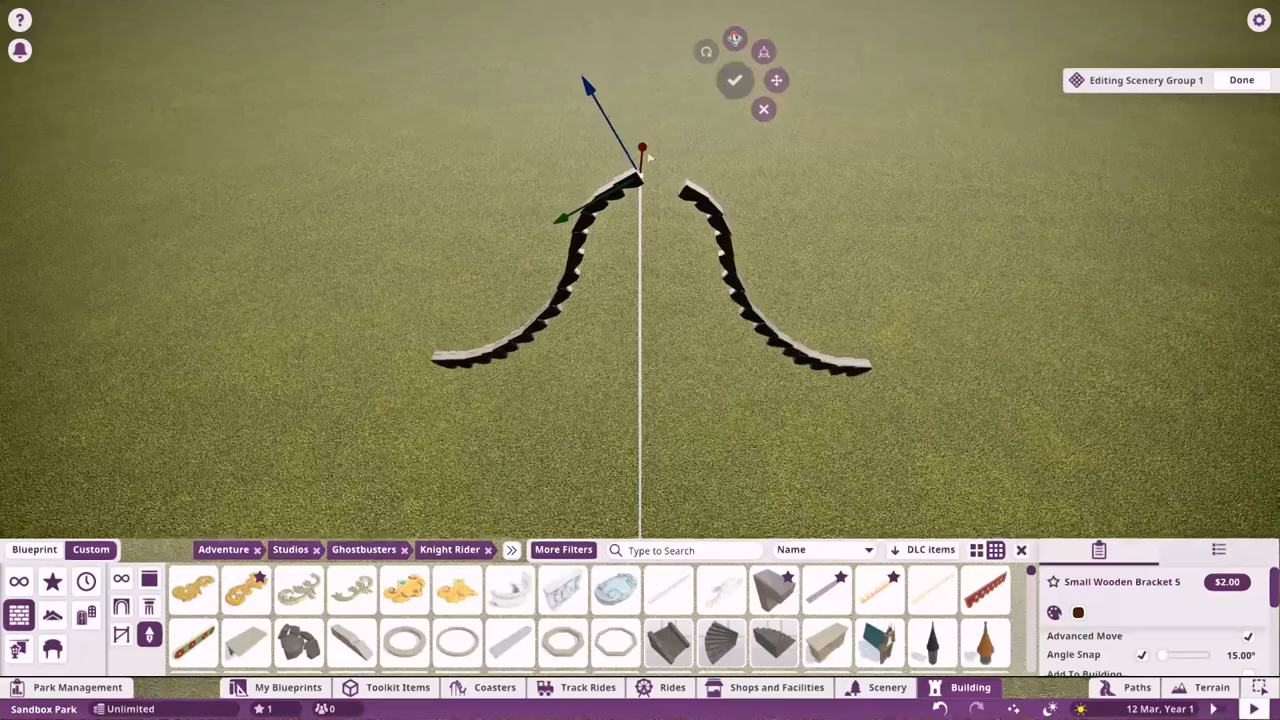 ?
Editing Scenery Group 1 Done
Blueprint Custom Adventure × Studios × Ghostbusters × Knight Rider × » More Filters Type to Search Name DLC items
Small Wooden Bracket 5 $2.00
Advanced Move
Angle Snap 15.00°
Park Management My Blueprints Toolkit Items Coasters Track Rides Rides Shops and Facilities Scenery Building Paths Terrain
Sandbox Park Unlimited 1 0 12 Mar, Year 1